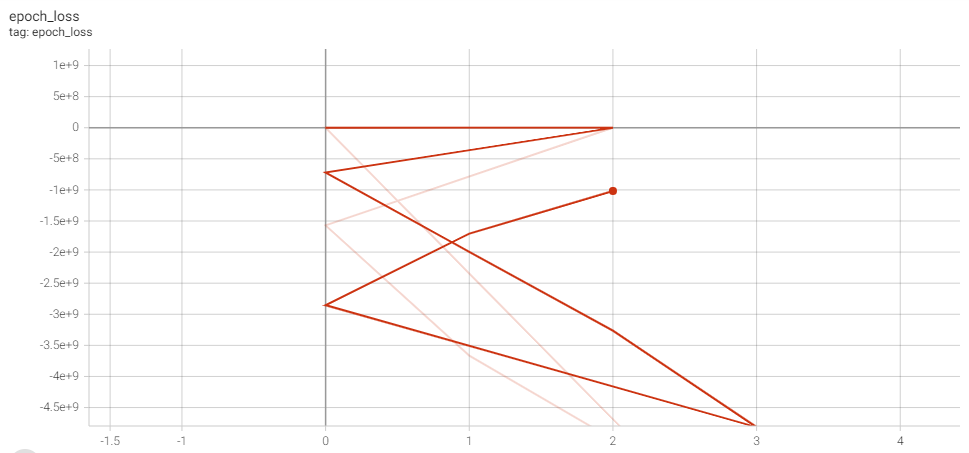 epoch_loss
tag: epoch_loss
1e+9
5e+8
0
-5e+8
-1e+9
-1.5e+9
-2e+9
-2.5e+9
-3e+9
-3.5e+9
-4e+9
-4.5e+9
-1.5 -1 0 1 2 3 4